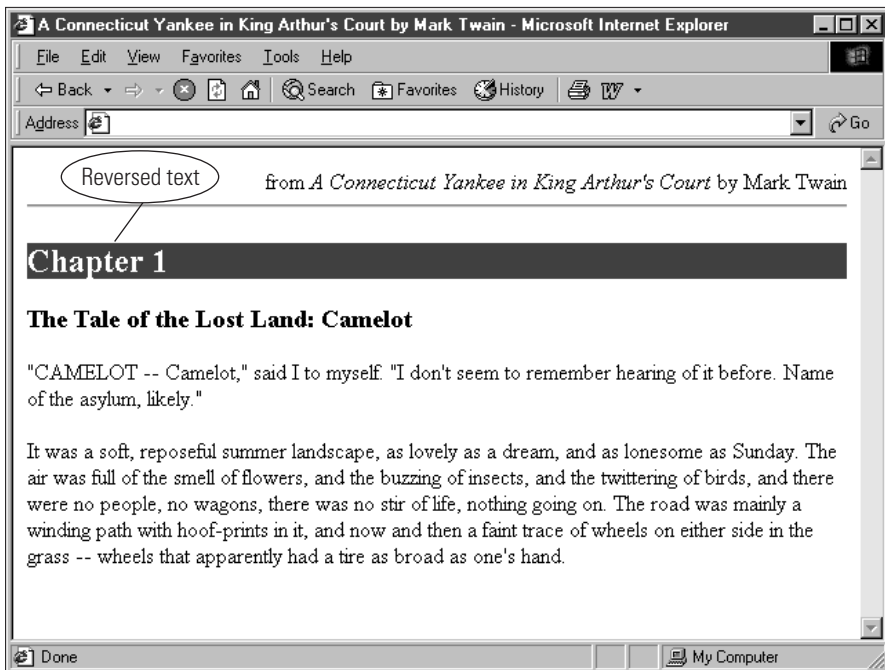 A Connecticut Yankee in King Arthur's Court by Mark Twain - Microsoft Internet Explorer
File Edit View Favorites Tools Help
Back Search Favorites History W
Address Go
Reversed text
from A Connecticut Yankee in King Arthur's Court by Mark Twain
Chapter 1
The Tale of the Lost Land: Camelot
"CAMELOT -- Camelot," said I to myself. "I don't seem to remember hearing of it before. Name
of the asylum, likely."
It was a soft, reposeful summer landscape, as lovely as a dream, and as lonesome as Sunday. The
air was full of the smell of flowers, and the buzzing of insects, and the twittering of birds, and there
were no people, no wagons, there was no stir of life, nothing going on. The road was mainly a
winding path with hoof-prints in it, and now and then a faint trace of wheels on either side in the
grass -- wheels that apparently had a tire as broad as one's hand.
Done My Computer